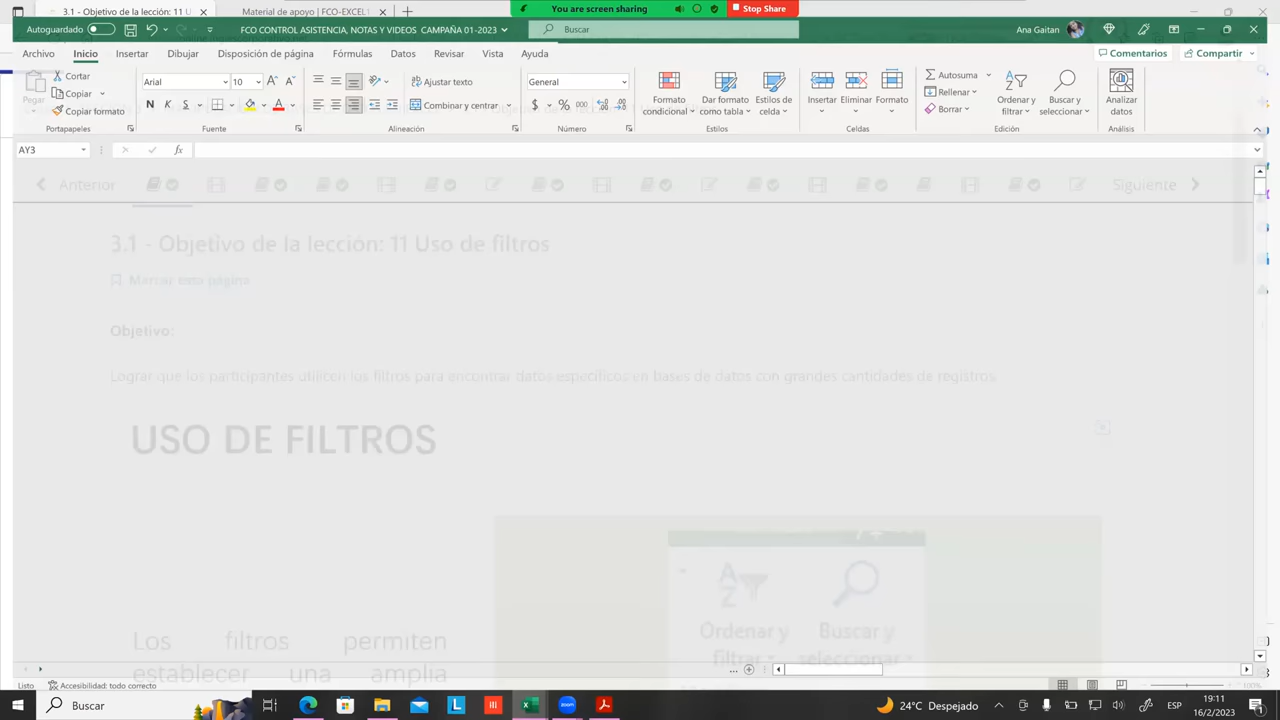 3.1 - Objetivo de la lección: 11 U
Material de apoyo | FCO-EXCEL1
You are screen sharing
Stop Share
Autoguardado
FCO CONTROL ASISTENCIA, NOTAS Y VIDEOS CAMPAÑA 01-2023
Buscar
Ana Gaitan
Archivo Inicio Insertar Dibujar Disposición de página Fórmulas Datos Revisar Vista Ayuda
Comentarios Compartir
Pegar
Cortar
Copiar
Copiar formato
Portapapeles
Arial 10
N K S
Fuente
Ajustar texto
Combinar y centrar
Alineación
General
$ % 000
Número
Formato condicional
Dar formato como tabla
Estilos de celda
Estilos
Insertar Eliminar Formato
Celdas
Autosuma
Rellenar
Borrar
Ordenar y filtrar
Buscar y seleccionar
Edición
Analizar datos
Análisis
AY3
fx
Anterior
Siguiente
3.1 - Objetivo de la lección: 11 Uso de filtros
Marcar esta página
Objetivo:
Lograr que los participantes utilicen los filtros para encontrar datos específicos en bases de datos con grandes cantidades de registros
USO DE FILTROS
Los filtros permiten
establecer una amplia
Ordenar y filtrar
Buscar y seleccionar
...
Listo
Accesibilidad: todo correcto
100%
Buscar
zoom
24°C Despejado
ESP
19:11
16/2/2023